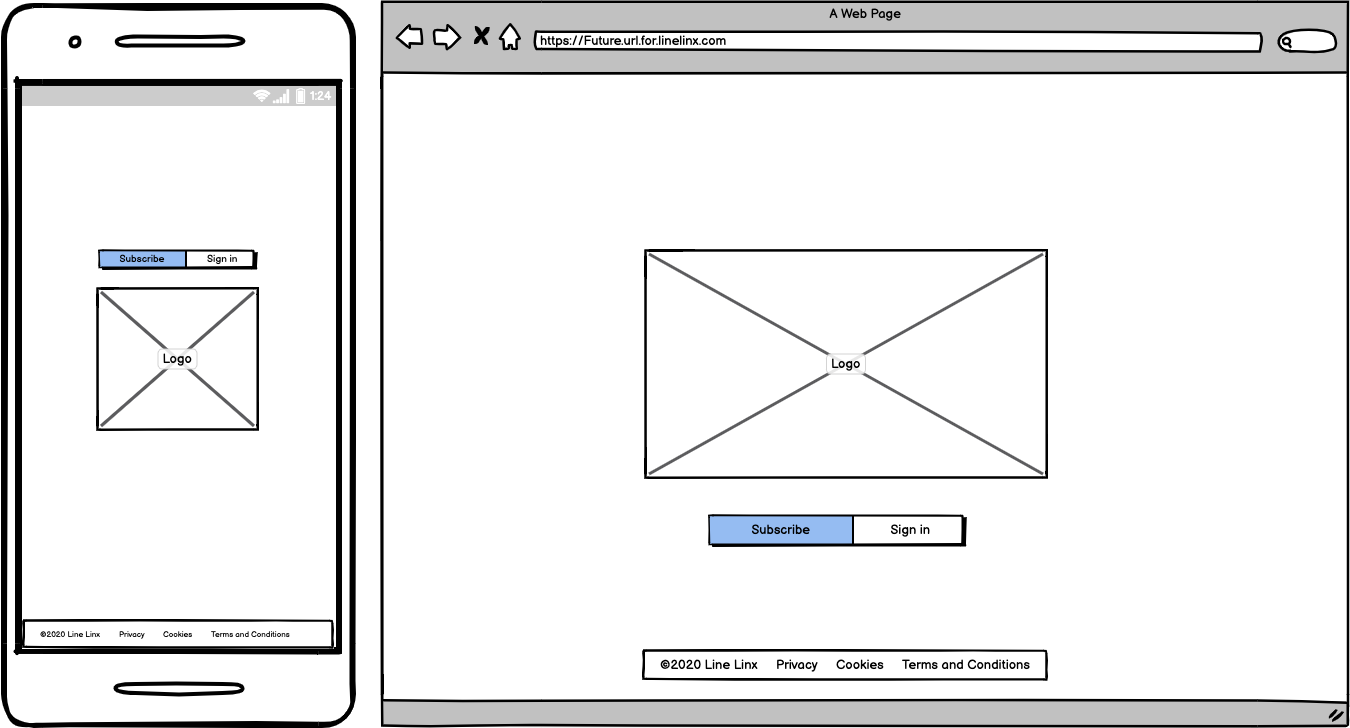 1:24
Subscribe Sign in
Logo
©2020 Line Linx Privacy Cookies Terms and Conditions
A Web Page
https://Future.url.for.linelinx.com
Logo
Subscribe Sign in
©2020 Line Linx Privacy Cookies Terms and Conditions